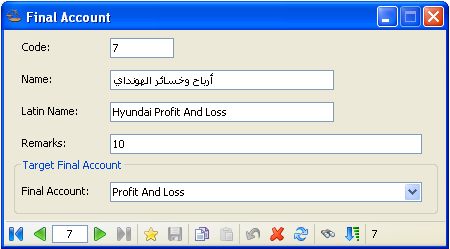 Final Account
Code: 7
Name: أرباح وخسائر الهونداي
Latin Name: Hyundai Profit And Loss
Remarks: 10
Target Final Account
Final Account: Profit And Loss
7 7